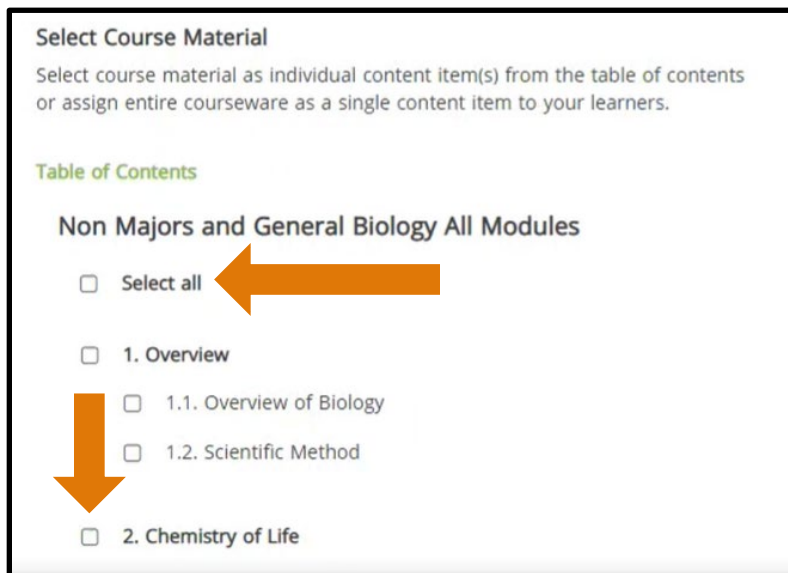 Select Course Material
Select course material as individual content item(s) from the table of contents
or assign entire courseware as a single content item to your learners.
Table of Contents
Non Majors and General Biology All Modules
Select all
1. Overview
1.1. Overview of Biology
1.2. Scientific Method
2. Chemistry of Life